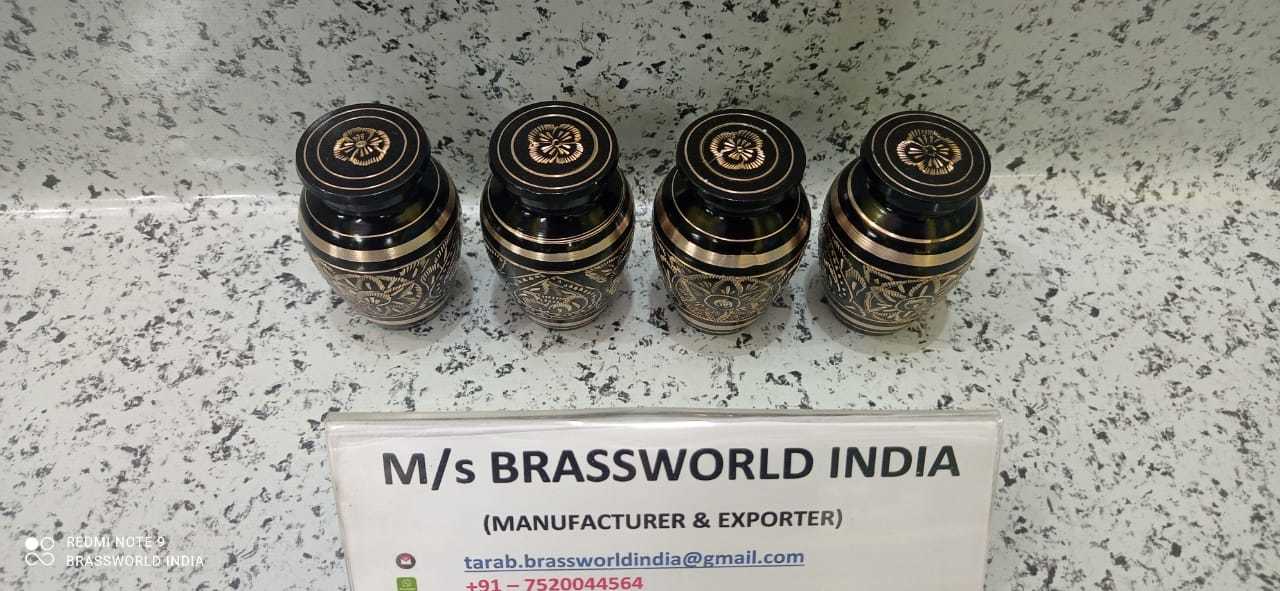 M/s BRASSWORLD INDIA
(MANUFACTURER & EXPORTER)
tarab.brassworldindia@gmail.com
+91 – 7520044564
REDMI NOTE 9
BRASSWORLD INDIA